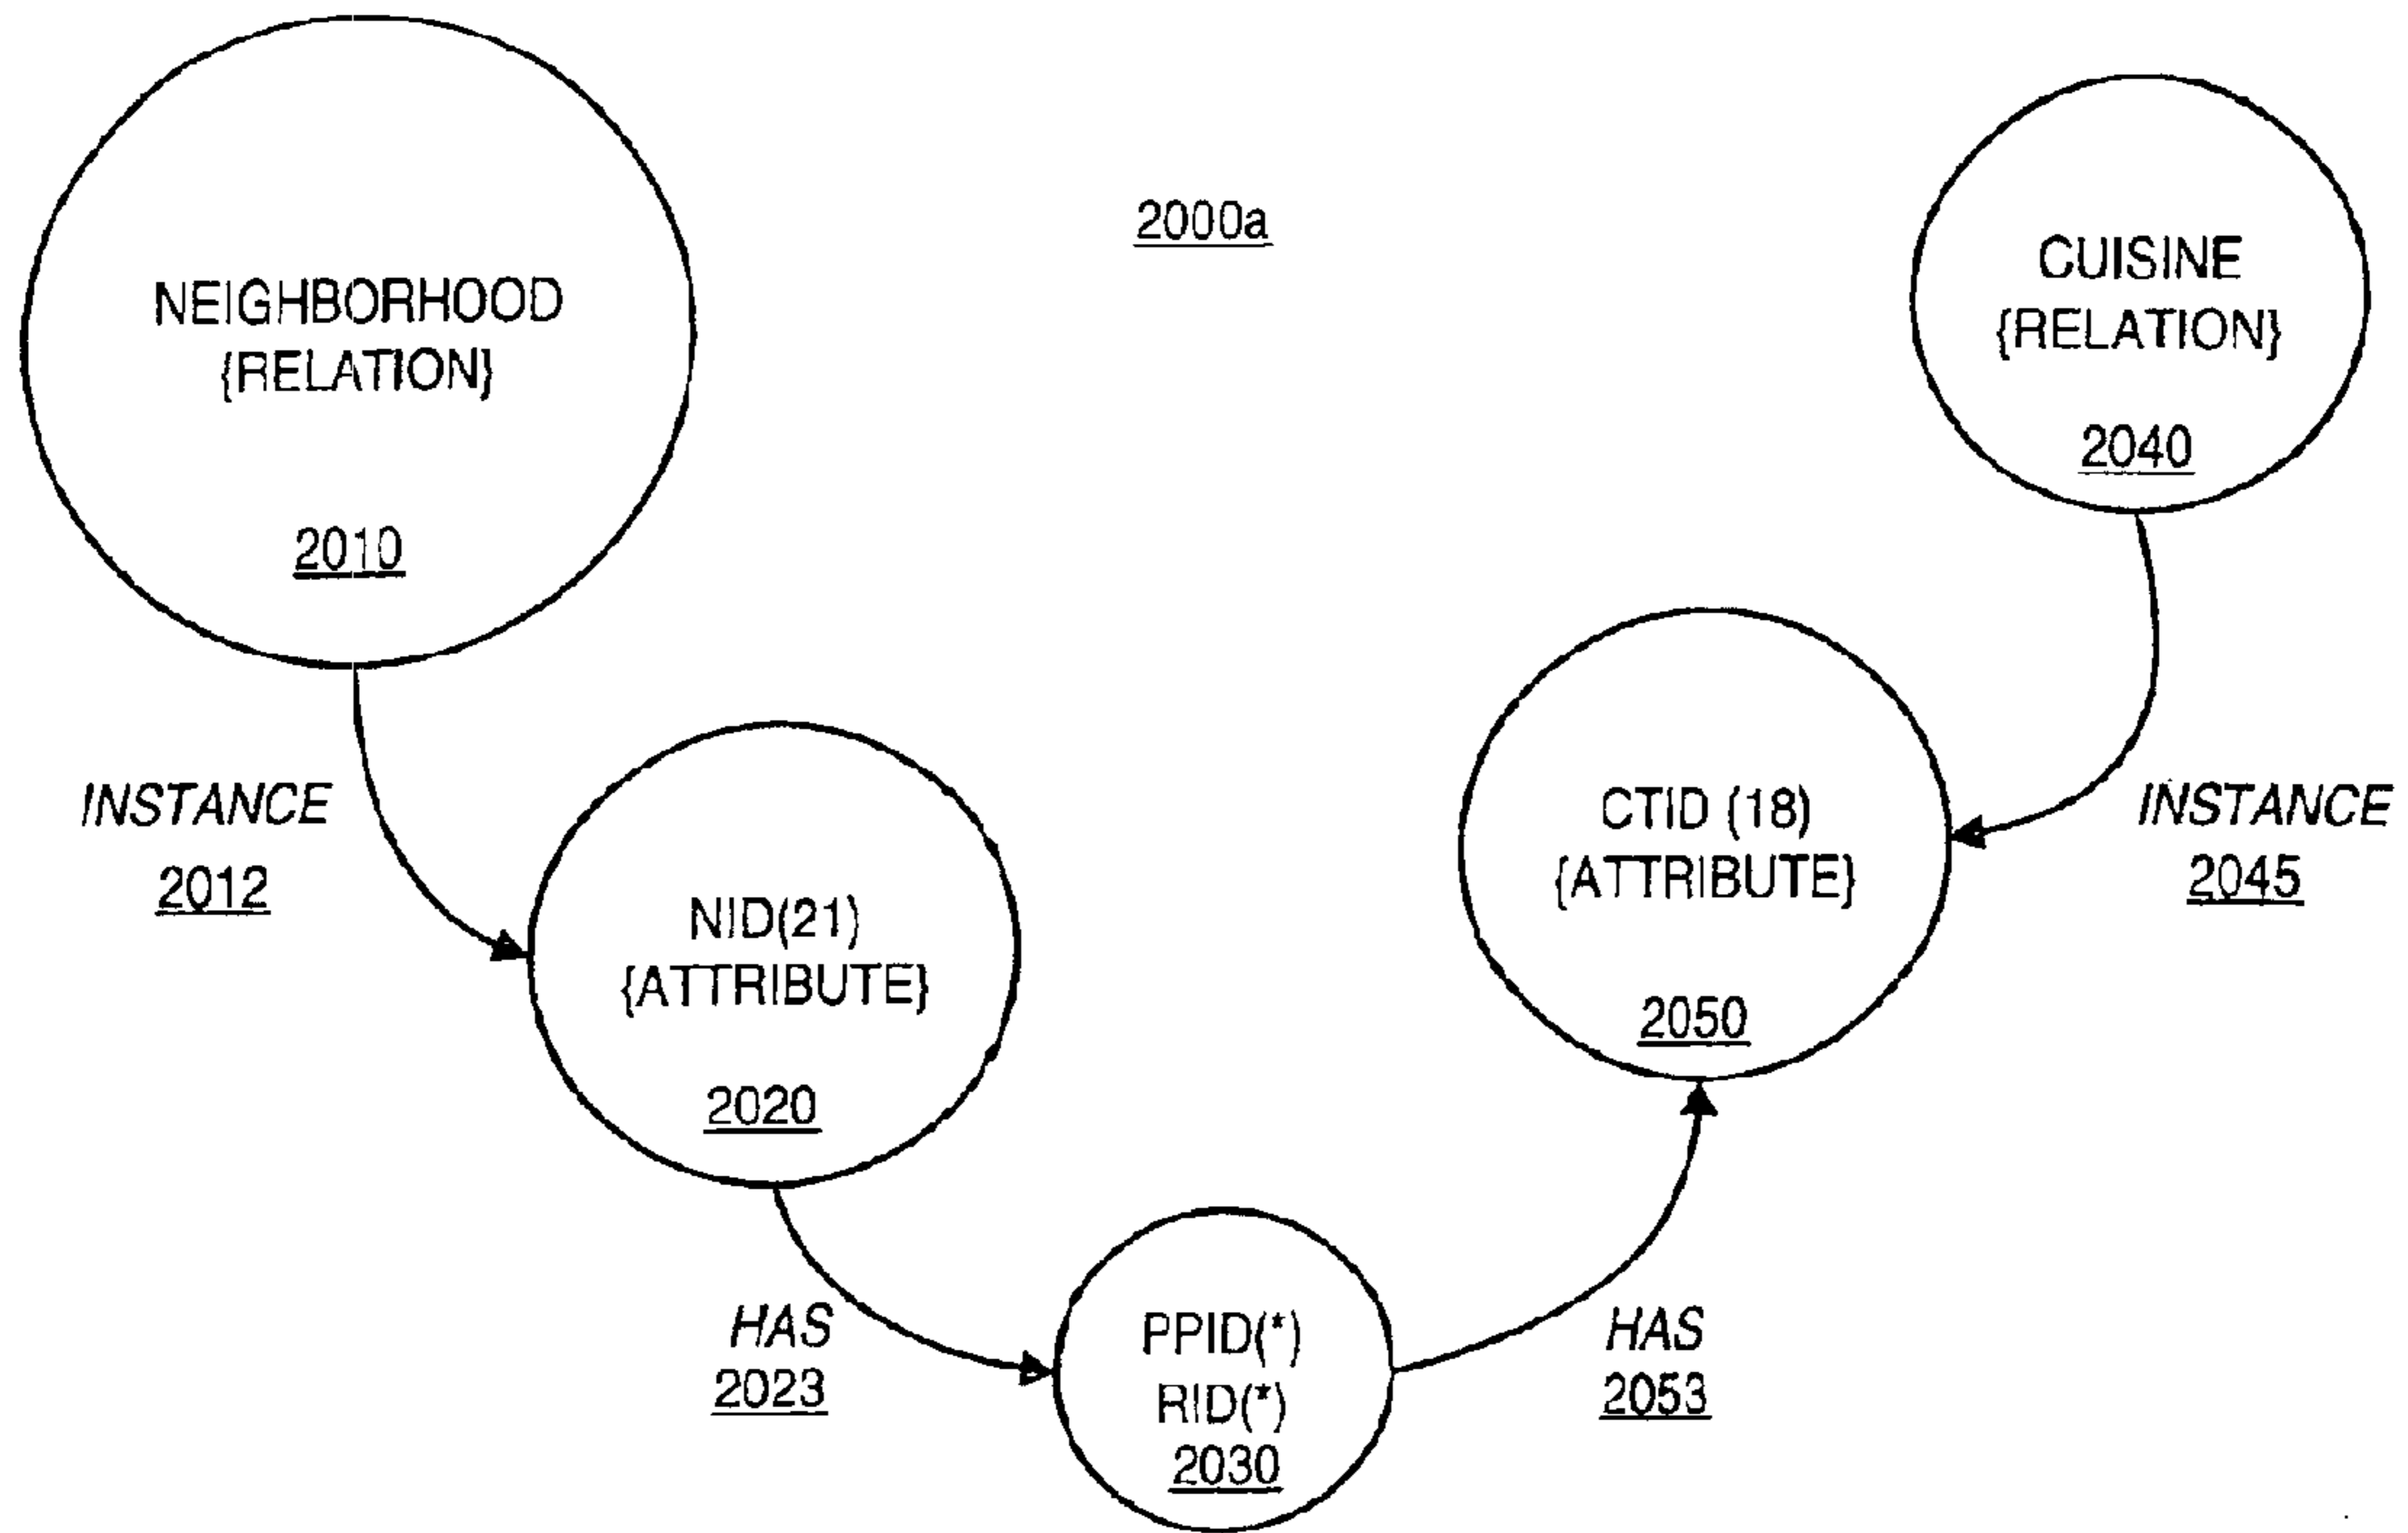 2000a
NEIGHBORHOOD
{RELATION}
2010
CUISINE
{RELATION}
2040
INSTANCE
2012
NID(21)
{ATTRIBUTE}
2020
CTID (18)
{ATTRIBUTE}
2050
INSTANCE
2045
HAS
2023
PPID(*)
RID(*)
2030
HAS
2053